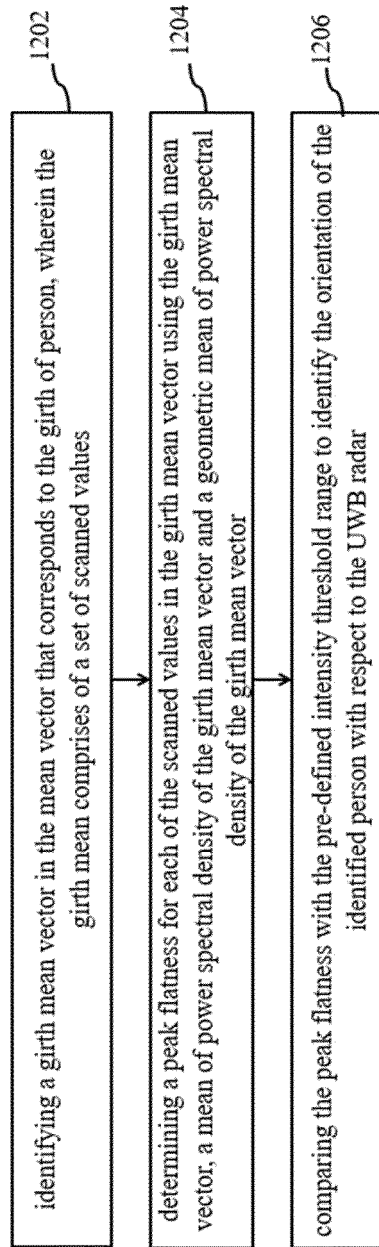 identifying a girth mean vector in the mean vector that corresponds to the girth of person, wherein the
girth mean comprises of a set of scanned values
1202
determining a peak flatness for each of the scanned values in the girth mean vector using the girth mean
vector, a mean of power spectral density of the girth mean vector and a geometric mean of power spectral
density of the girth mean vector
1204
comparing the peak flatness with the pre-defined intensity threshold range to identify the orientation of the
identified person with respect to the UWB radar
1206